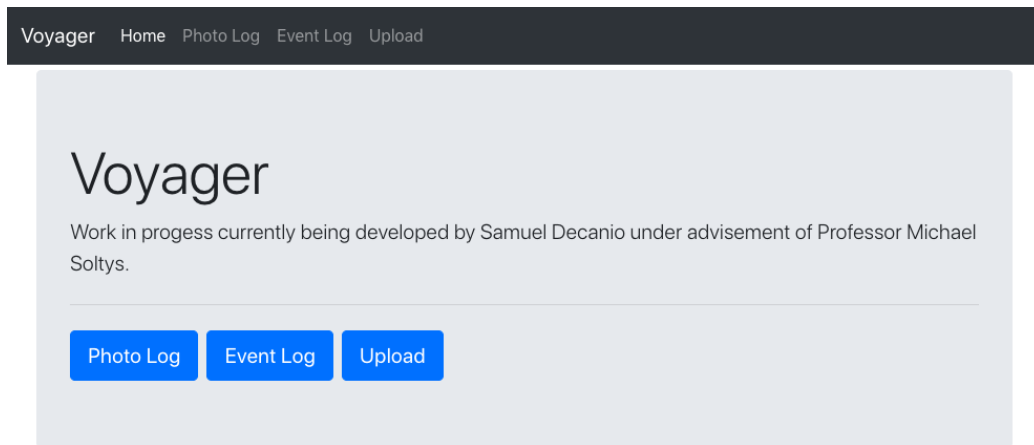 Voyager Home Photo Log Event Log Upload
Voyager
Work in progess currently being developed by Samuel Decanio under advisement of Professor Michael
Soltys.
Photo Log Event Log Upload